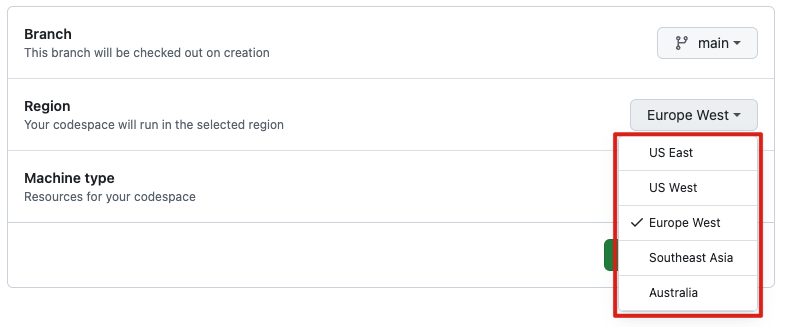 Branch
This branch will be checked out on creation
main
Region
Your codespace will run in the selected region
Europe West
US East
US West
Europe West
Southeast Asia
Australia
Machine type
Resources for your codespace